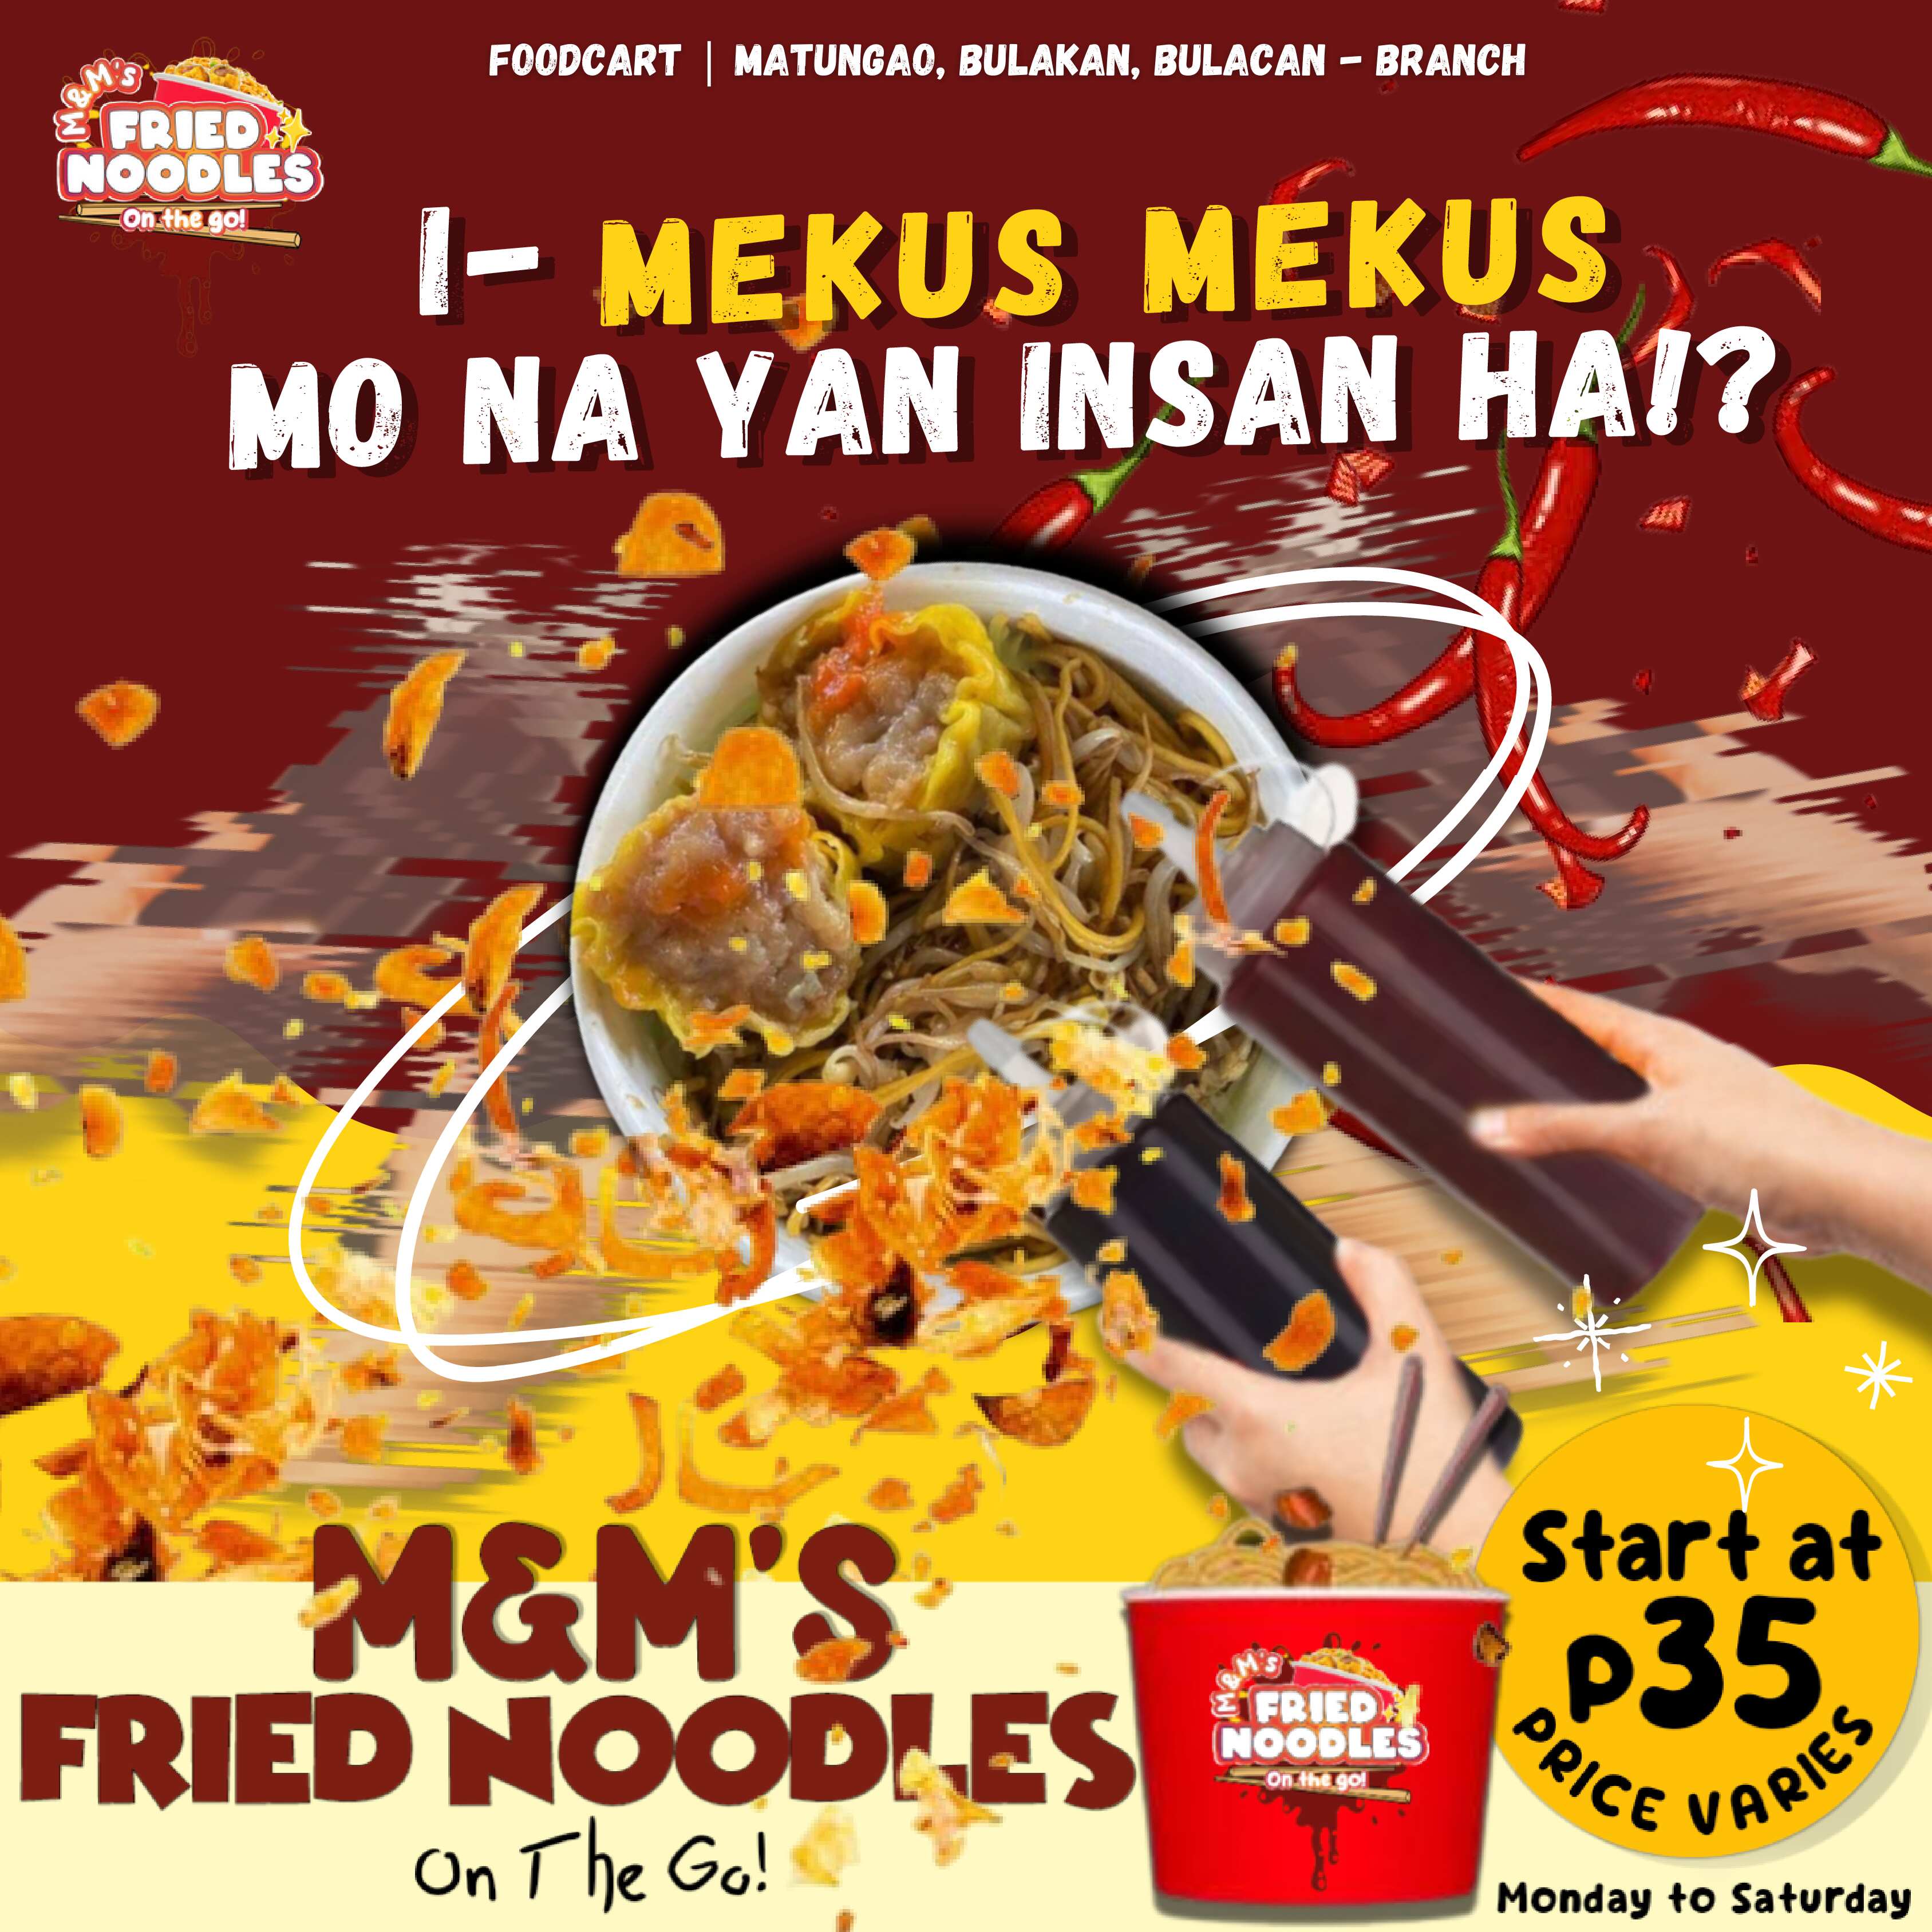 FOODCART | MATUNGAO, BULAKAN, BULACAN - BRANCH
M&M'S
FRIED
NOODLES
On the go!
I- MEKUS MEKUS
MO NA YAN INSAN HA!?
M&M'S
FRIED NOODLES
On The Go!
M&M'S
FRIED
NOODLES
On the go!
Start at
P35
PRICE VARIES
Monday to Saturday